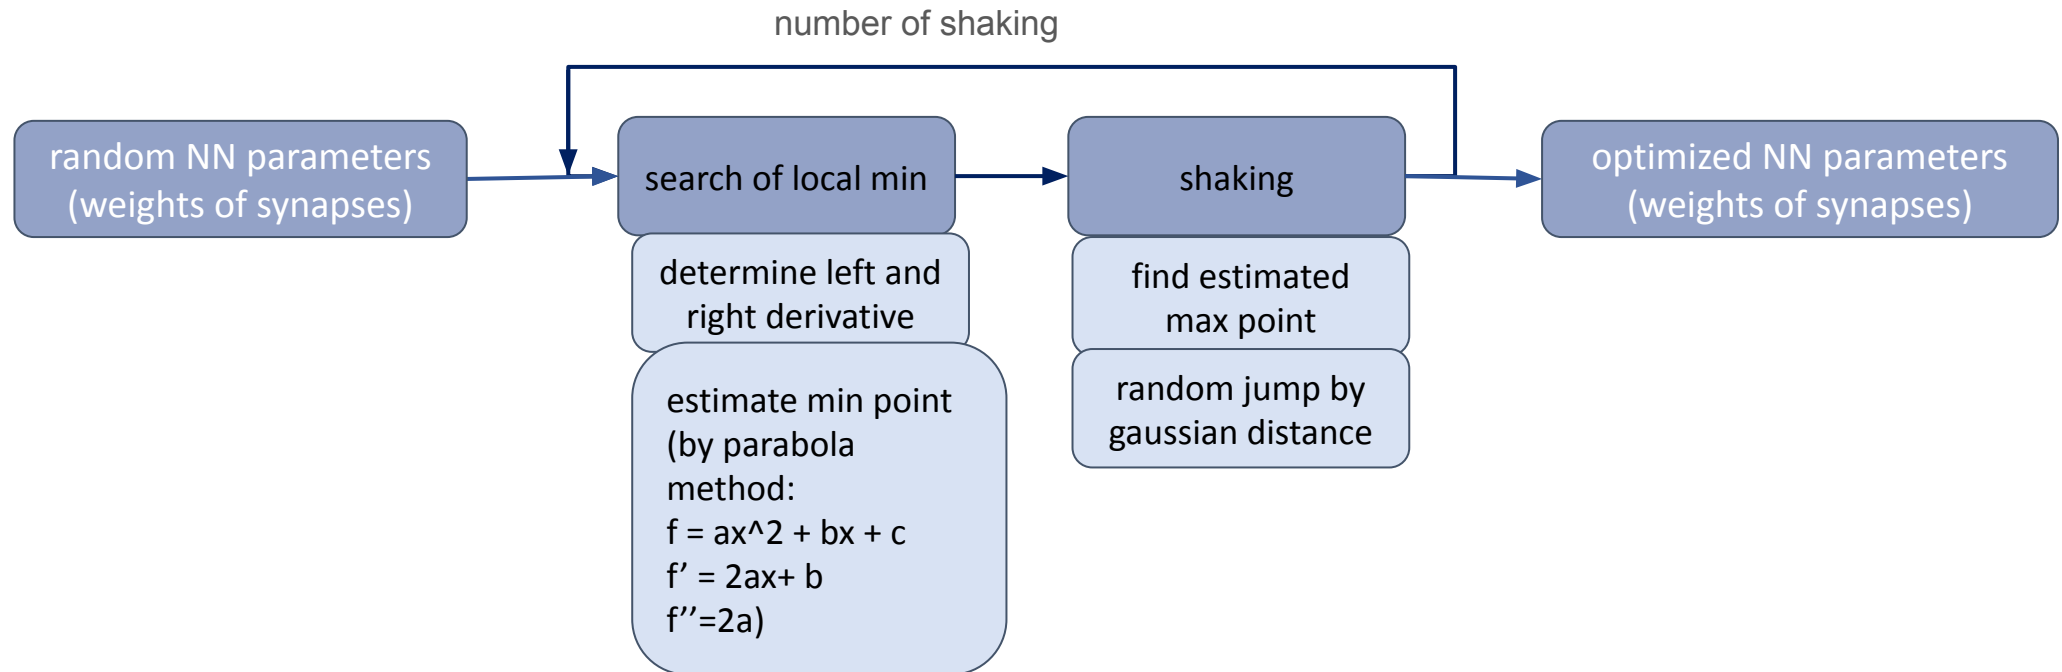 number of shaking
random NN parameters
(weights of synapses)
search of local min
determine left and
right derivative
estimate min point
(by parabola
method:
f = ax^2 + bx + c
f’ = 2ax+ b
f’’=2a)
shaking
find estimated
max point
random jump by
gaussian distance
optimized NN parameters
(weights of synapses)